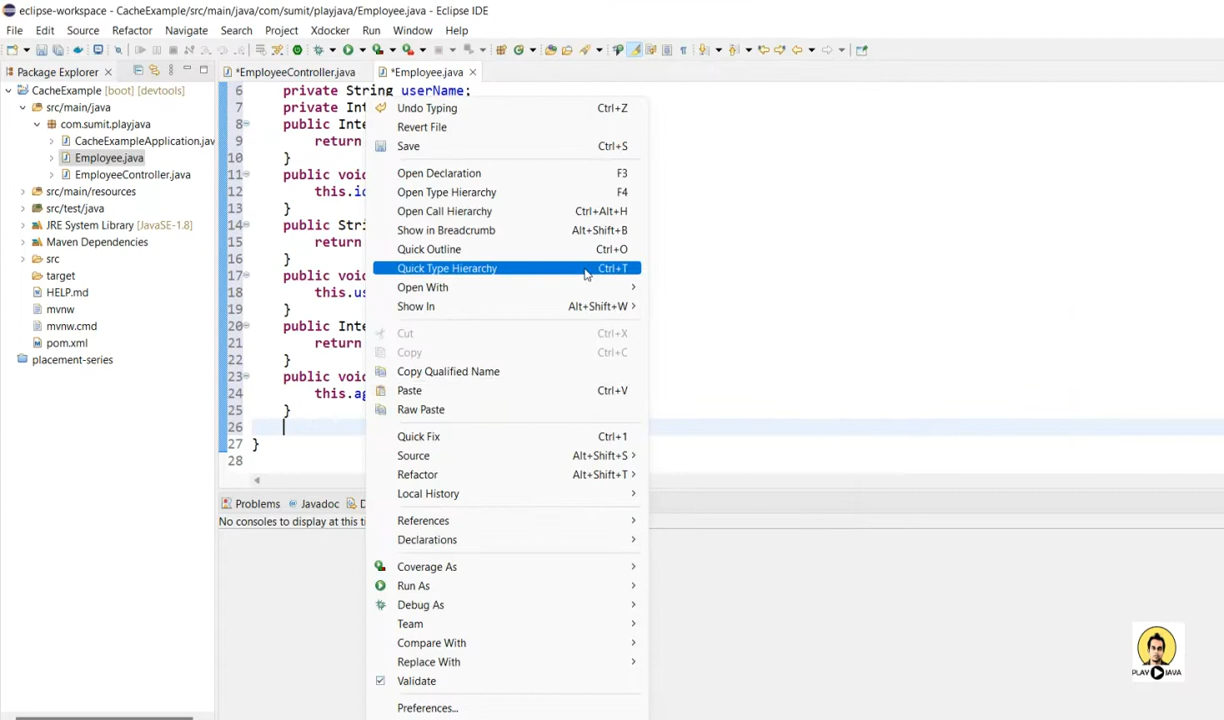 eclipse-workspace - CacheExample/src/main/java/com/sumit/playjava/Employee.java - Eclipse IDE
File Edit Source Refactor Navigate Search Project Xdocker Run Window Help
Package Explorer
CacheExample [boot] [devtools]
src/main/java
com.sumit.playjava
CacheExampleApplication.jav
Employee.java
EmployeeController.java
src/main/resources
src/test/java
JRE System Library [JavaSE-1.8]
Maven Dependencies
src
target
HELP.md
mvnw
mvnw.cmd
pom.xml
placement-series
*EmployeeController.java *Employee.java
6 private String userName;
7 private Int
8 public Inte
9 return
10 }
11 public void
12 this.id
13 }
14 public Stri
15 return
16 }
17 public void
18 this.us
19 }
20 public Inte
21 return
22 }
23 public void
24 this.ag
25 }
26
27 }
28
Undo Typing Ctrl+Z
Revert File
Save Ctrl+S
Open Declaration F3
Open Type Hierarchy F4
Open Call Hierarchy Ctrl+Alt+H
Show in Breadcrumb Alt+Shift+B
Quick Outline Ctrl+O
Quick Type Hierarchy Ctrl+T
Open With
Show In Alt+Shift+W
Cut Ctrl+X
Copy Ctrl+C
Copy Qualified Name
Paste Ctrl+V
Raw Paste
Quick Fix Ctrl+1
Source Alt+Shift+S
Refactor Alt+Shift+T
Local History
References
Declarations
Coverage As
Run As
Debug As
Team
Compare With
Replace With
Validate
Preferences...
Problems Javadoc D
No consoles to display at this ti
PLAY JAVA